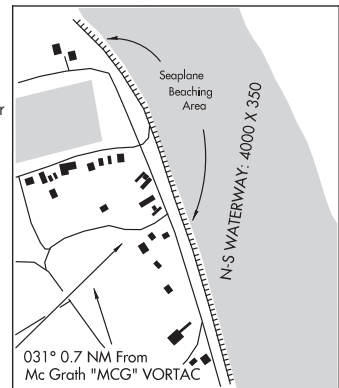 r
Seaplane
Beaching
Area
N-S WATERWAY: 4000 X 350
031° 0.7 NM From
Mc Grath "MCG" VORTAC